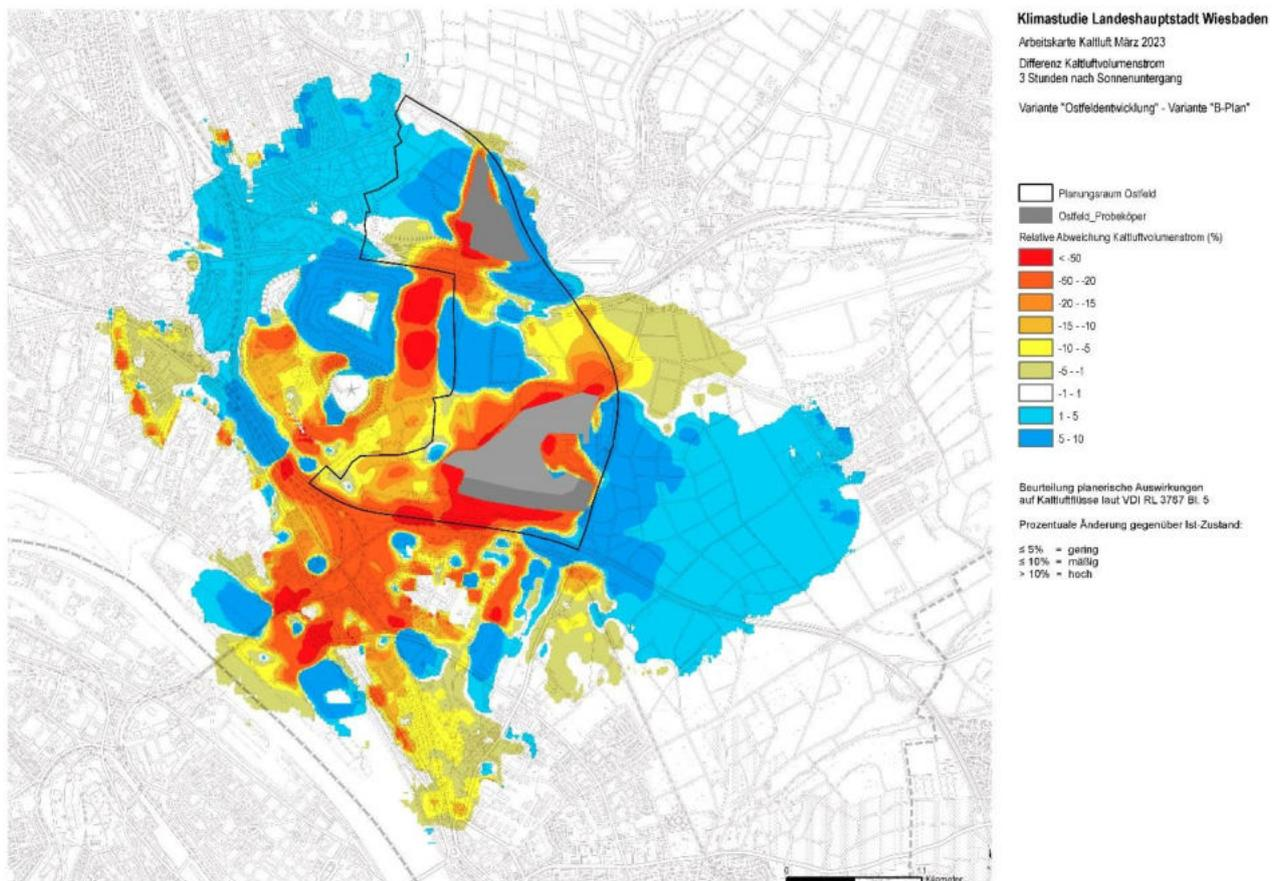 Klimastudie Landeshauptstadt Wiesbaden
Arbeitskarte Kaltluft März 2023
Differenz Kaltluftvolumenstrom
3 Stunden nach Sonnenuntergang
Variante "Ostfeldentwicklung" - Variante "B-Plan"
Planungsraum Ostfeld
Ostfeld_Probeköper
Relative Abweichung Kaltluftvolumenstrom (%)
< -50
-50 - -20
-20 - -15
-15 - -10
-10 - -5
-5 - -1
-1 - 1
1 - 5
5 - 10
Beurteilung planerische Auswirkungen
auf Kaltluftflüsse laut VDI RL 3787 Bl. 5
Prozentuale Änderung gegenüber Ist-Zustand:
≤ 5% = gering
≤ 10% = mäßig
> 10% = hoch
0
Kilometer